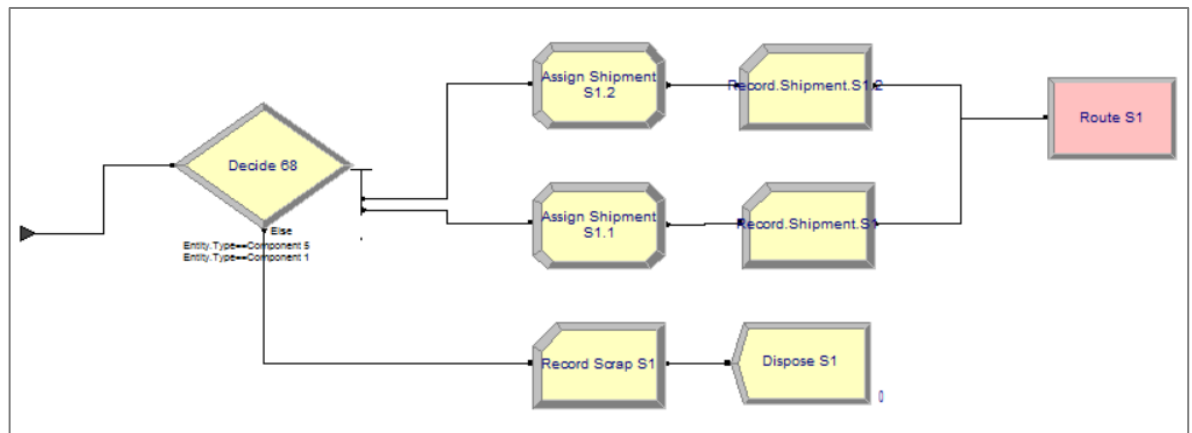 Assign Shipment
S1.2
Record.Shipment.S1.2
Route S1
Decide 68
Assign Shipment
S1.1
Record.Shipment.S1
Else
Entity.Type==Component 5
Entity.Type==Component 1
Record Scrap S1
Dispose S1
0